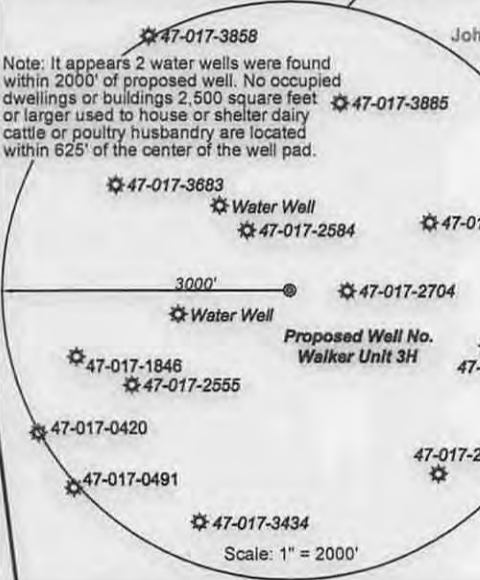 47-017-3858
Joh
Note: It appears 2 water wells were found
within 2000' of proposed well. No occupied
dwellings or buildings 2,500 square feet
or larger used to house or shelter dairy
cattle or poultry husbandry are located
within 625' of the center of the well pad.
47-017-3885
47-017-3683
Water Well
47-017-2584
47-01
3000'
47-017-2704
Water Well
Proposed Well No.
Walker Unit 3H
47-017-1846
47-
47-017-2555
47-017-0420
47-017-2
47-017-0491
47-017-3434
Scale: 1" = 2000'